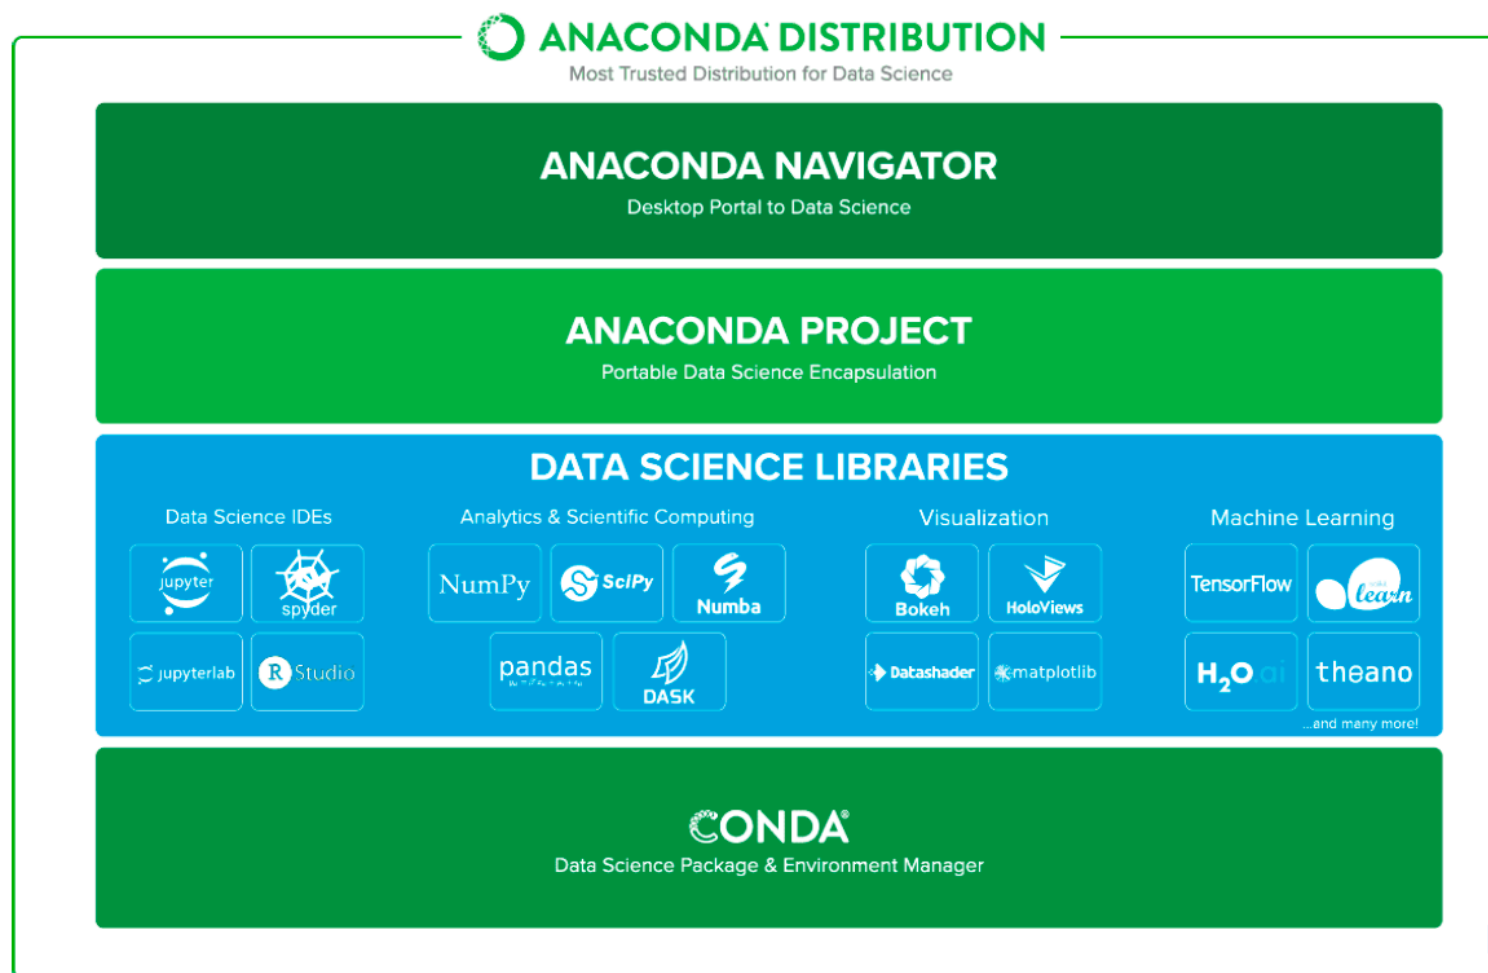 ANACONDA® DISTRIBUTION
Most Trusted Distribution for Data Science
ANACONDA NAVIGATOR
Desktop Portal to Data Science
ANACONDA PROJECT
Portable Data Science Encapsulation
DATA SCIENCE LIBRARIES
Data Science IDEs
jupyter
spyder
jupyterlab
R Studio
Analytics & Scientific Computing
NumPy
SciPy
Numba
pandas
DASK
Visualization
Bokeh
HoloViews
Datashader
matplotlib
Machine Learning
TensorFlow
learn
H2O.ai
theano
...and many more!
CONDA®
Data Science Package & Environment Manager